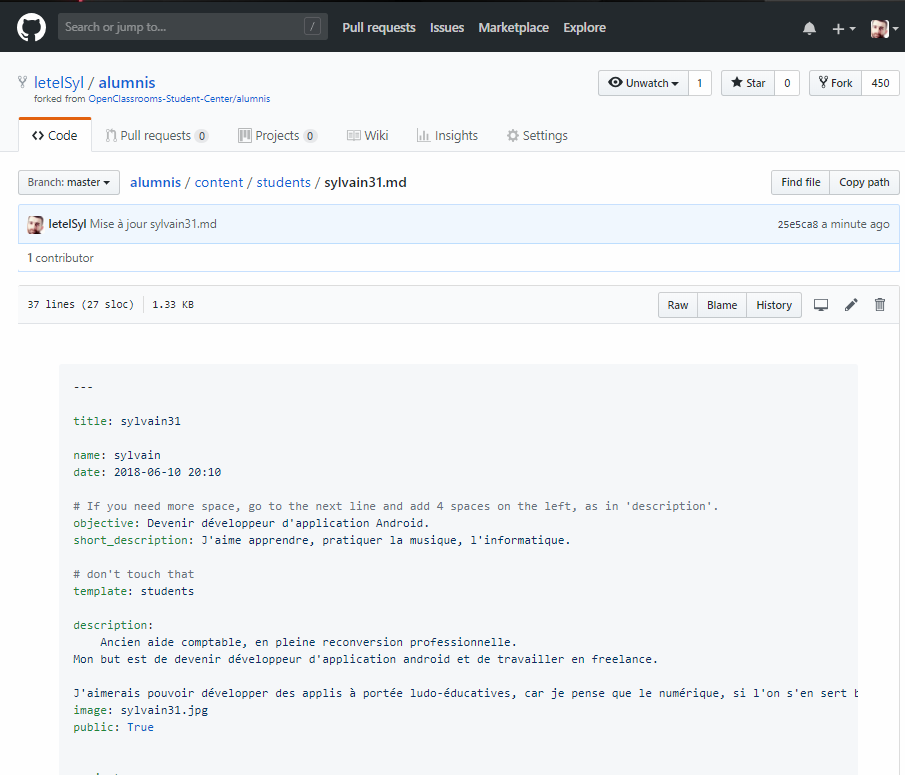 Search or jump to... /
Pull requests Issues Marketplace Explore
letelSyl / alumnis
forked from OpenClassrooms-Student-Center/alumnis
Unwatch 1 Star 0 Fork 450
Code Pull requests 0 Projects 0 Wiki Insights Settings
Branch: master alumnis / content / students / sylvain31.md Find file Copy path
letelSyl Mise à jour sylvain31.md 25e5ca8 a minute ago
1 contributor
37 lines (27 sloc) 1.33 KB Raw Blame History
---
title: sylvain31
name: sylvain
date: 2018-06-10 20:10
# If you need more space, go to the next line and add 4 spaces on the left, as in 'description'.
objective: Devenir développeur d'application Android.
short_description: J'aime apprendre, pratiquer la musique, l'informatique.
# don't touch that
template: students
description:
Ancien aide comptable, en pleine reconversion professionnelle.
Mon but est de devenir développeur d'application android et de travailler en freelance.
J'aimerais pouvoir développer des applis à portée ludo-éducatives, car je pense que le numérique, si l'on s'en sert
image: sylvain31.jpg
public: True